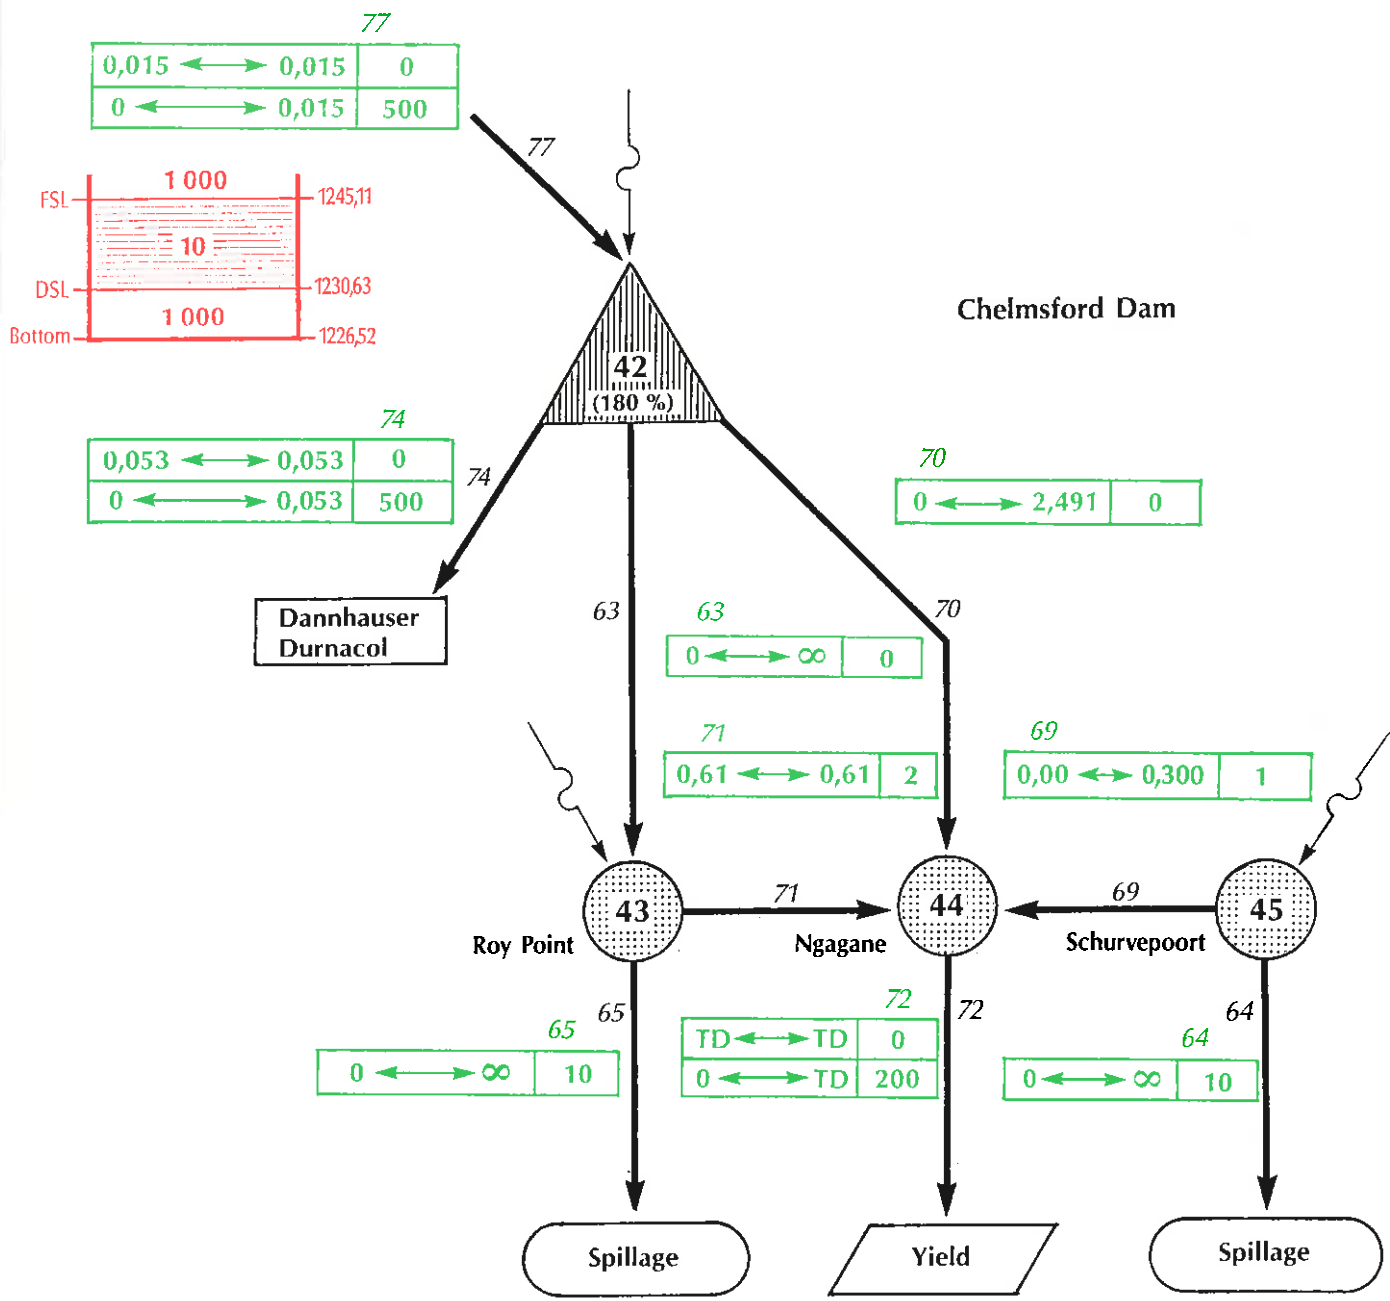 77
0,015 ⟷ 0,015 0
0 ⟷ 0,015 500
77
1 000
FSL 1245,11
10
DSL 1230,63
1 000
Bottom 1226,52
Chelmsford Dam
42
(180 %)
74
0,053 ⟷ 0,053 0
0 ⟷ 0,053 500
74
70
0 ⟷ 2,491 0
Dannhauser
Durnacol
63
63
0 ⟷ ∞ 0
70
71
0,61 ⟷ 0,61 2
69
0,00 ⟷ 0,300 1
43
71
44
69
45
Roy Point
Ngagane
Schurvepoort
65
65
0 ⟷ ∞ 10
72
TD ⟷ TD 0
0 ⟷ TD 200
72
64
64
0 ⟷ ∞ 10
Spillage
Yield
Spillage